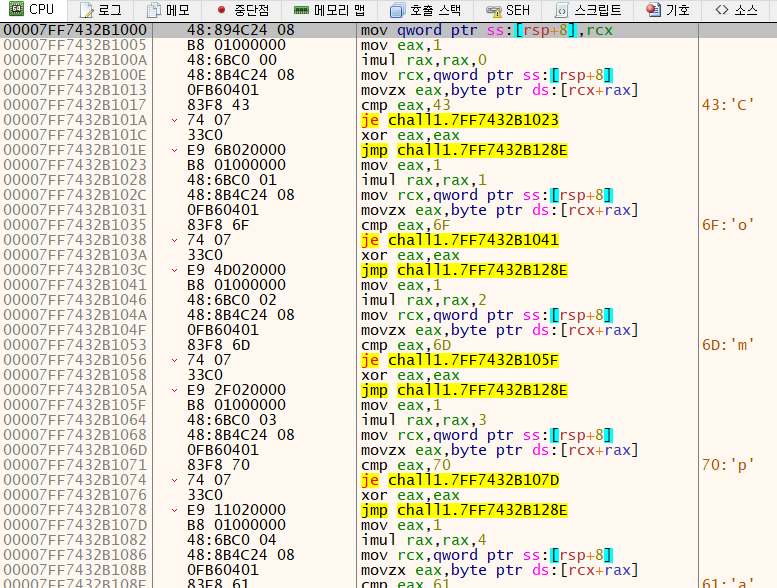 CPU 로그 메모 중단점 메모리 맵 호출 스택 SEH 스크립트 기호 소스
00007FF7432B1000 48:894C24 08 mov qword ptr ss:[rsp+8],rcx
00007FF7432B1005 B8 01000000 mov eax,1
00007FF7432B100A 48:6BC0 00 imul rax,rax,0
00007FF7432B100E 48:8B4C24 08 mov rcx,qword ptr ss:[rsp+8]
00007FF7432B1013 0FB60401 movzx eax,byte ptr ds:[rcx+rax]
00007FF7432B1017 83F8 43 cmp eax,43 43:'C'
00007FF7432B101A 74 07 je chall1.7FF7432B1023
00007FF7432B101C 33C0 xor eax,eax
00007FF7432B101E E9 6B020000 jmp chall1.7FF7432B128E
00007FF7432B1023 B8 01000000 mov eax,1
00007FF7432B1028 48:6BC0 01 imul rax,rax,1
00007FF7432B102C 48:8B4C24 08 mov rcx,qword ptr ss:[rsp+8]
00007FF7432B1031 0FB60401 movzx eax,byte ptr ds:[rcx+rax]
00007FF7432B1035 83F8 6F cmp eax,6F 6F:'o'
00007FF7432B1038 74 07 je chall1.7FF7432B1041
00007FF7432B103A 33C0 xor eax,eax
00007FF7432B103C E9 4D020000 jmp chall1.7FF7432B128E
00007FF7432B1041 B8 01000000 mov eax,1
00007FF7432B1046 48:6BC0 02 imul rax,rax,2
00007FF7432B104A 48:8B4C24 08 mov rcx,qword ptr ss:[rsp+8]
00007FF7432B104F 0FB60401 movzx eax,byte ptr ds:[rcx+rax]
00007FF7432B1053 83F8 6D cmp eax,6D 6D:'m'
00007FF7432B1056 74 07 je chall1.7FF7432B105F
00007FF7432B1058 33C0 xor eax,eax
00007FF7432B105A E9 2F020000 jmp chall1.7FF7432B128E
00007FF7432B105F B8 01000000 mov eax,1
00007FF7432B1064 48:6BC0 03 imul rax,rax,3
00007FF7432B1068 48:8B4C24 08 mov rcx,qword ptr ss:[rsp+8]
00007FF7432B106D 0FB60401 movzx eax,byte ptr ds:[rcx+rax]
00007FF7432B1071 83F8 70 cmp eax,70 70:'p'
00007FF7432B1074 74 07 je chall1.7FF7432B107D
00007FF7432B1076 33C0 xor eax,eax
00007FF7432B1078 E9 11020000 jmp chall1.7FF7432B128E
00007FF7432B107D B8 01000000 mov eax,1
00007FF7432B1082 48:6BC0 04 imul rax,rax,4
00007FF7432B1086 48:8B4C24 08 mov rcx,qword ptr ss:[rsp+8]
00007FF7432B108B 0FB60401 movzx eax,byte ptr ds:[rcx+rax]
00007FF7432B108F 83F8 61 cmp eax,61 61:'a'